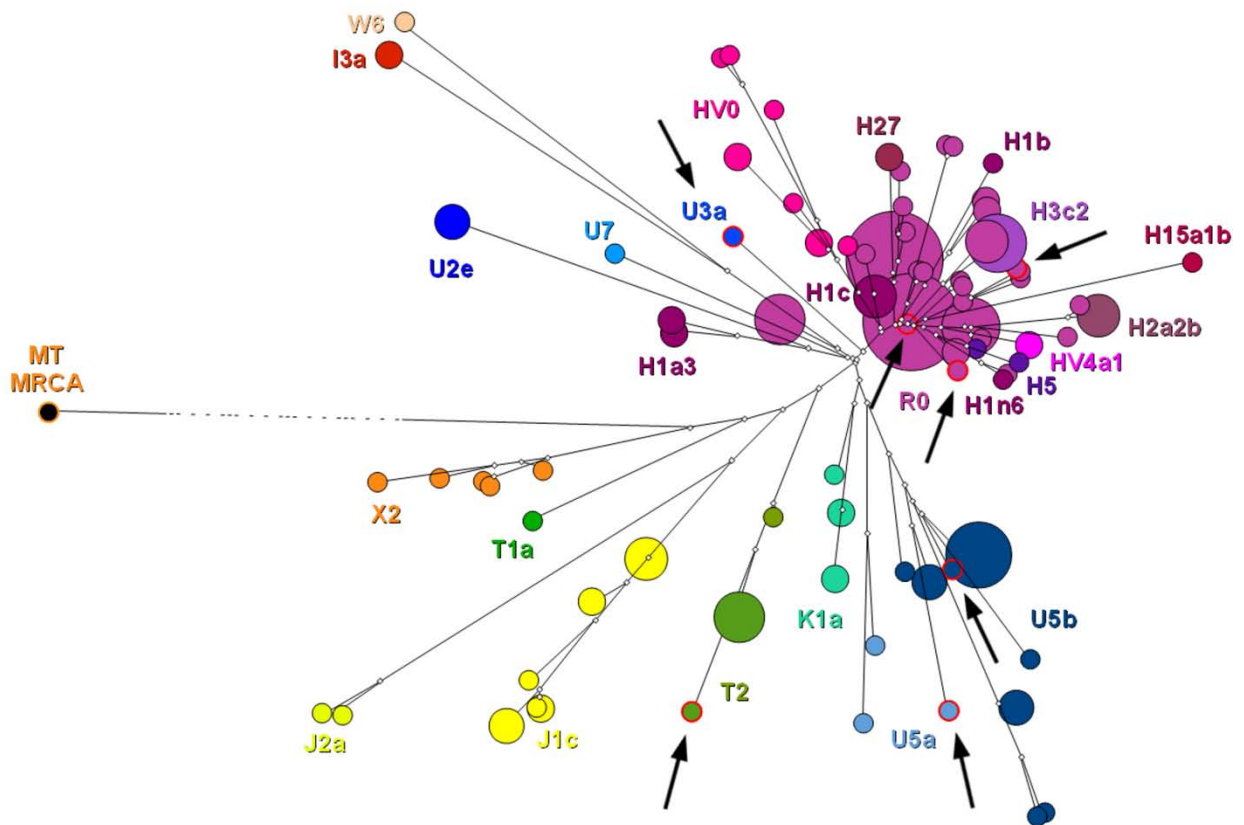 W6
I3a
HV0
H27
H1b
U3a
H3c2
U7
H15a1b
U2e
H1c
H2a2b
H1a3
HV4a1
MT
MRCA
H5
R0
H1n6
X2
T1a
K1a
U5b
T2
U5a
J2a
J1c